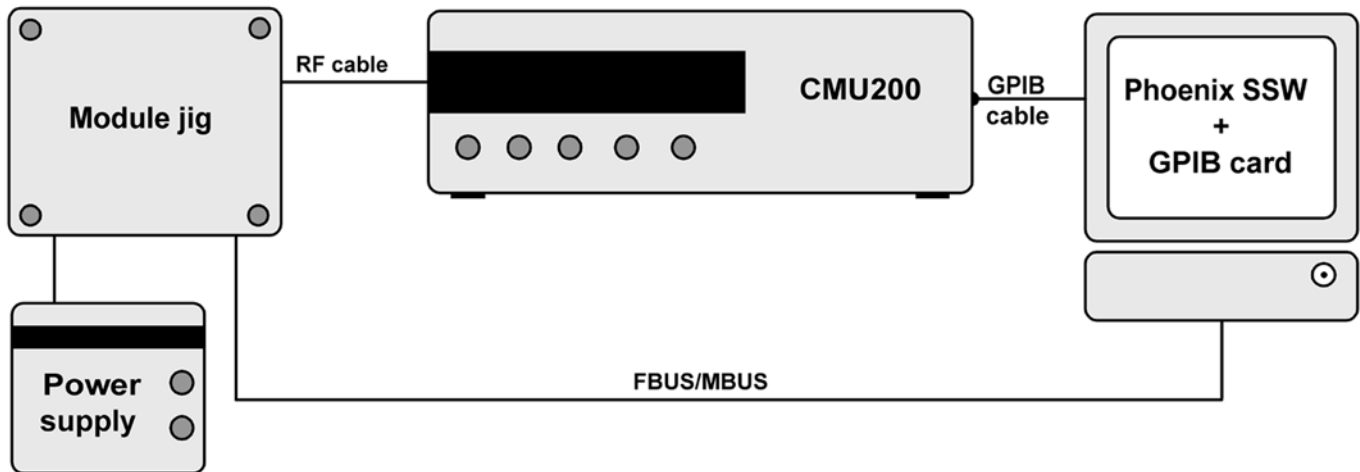 Module jig
RF cable
CMU200
GPIB
cable
Phoenix SSW
+
GPIB card
Power
supply
FBUS/MBUS